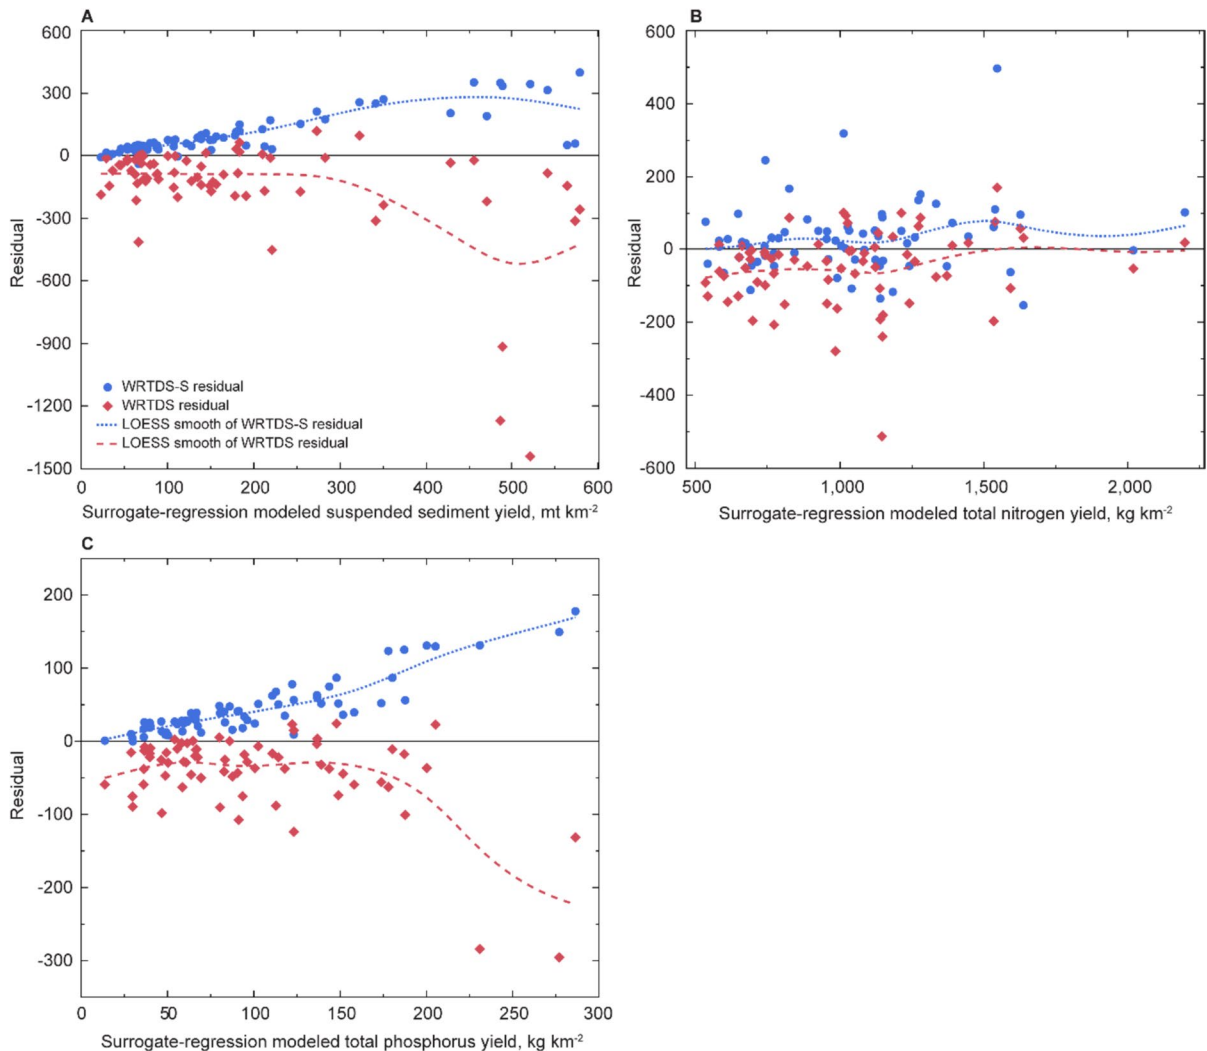 A
600
300
0
-300
-600
-900
-1200
-1500
Residual
WRTDS-S residual
WRTDS residual
LOESS smooth of WRTDS-S residual
LOESS smooth of WRTDS residual
0 100 200 300 400 500 600
Surrogate-regression modeled suspended sediment yield, mt km-2
B
600
400
200
0
-200
-400
-600
Residual
500 1,000 1,500 2,000
Surrogate-regression modeled total nitrogen yield, kg km-2
C
200
100
0
-100
-200
-300
Residual
0 50 100 150 200 250 300
Surrogate-regression modeled total phosphorus yield, kg km-2